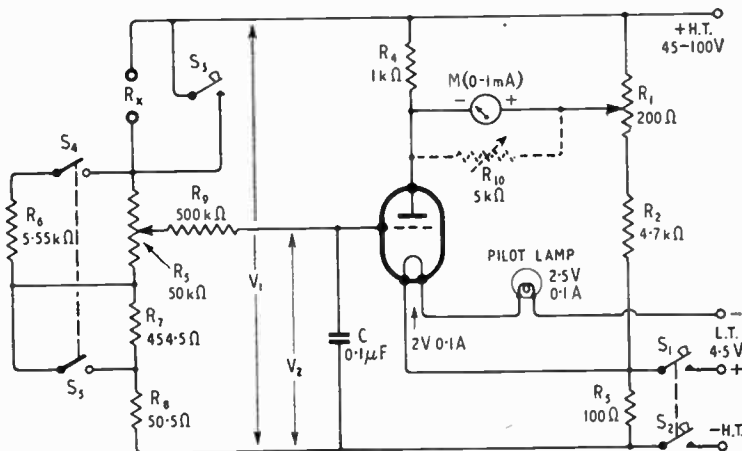 + H.T.
45-100V
R4
1kΩ
S3
M(0-1mA)
- +
Rx
R1
200Ω
S4
R10
5kΩ
R9
500kΩ
R6
5·55kΩ
R2
4·7kΩ
R5
50kΩ
V1
PILOT LAMP
2·5V
0·1A
R7
454·5Ω
C
0·1μF
V2
2V 0·1A
-
L.T.
4·5V
+
S1
S5
R8
50·5Ω
R3
100Ω
S2
-H.T.